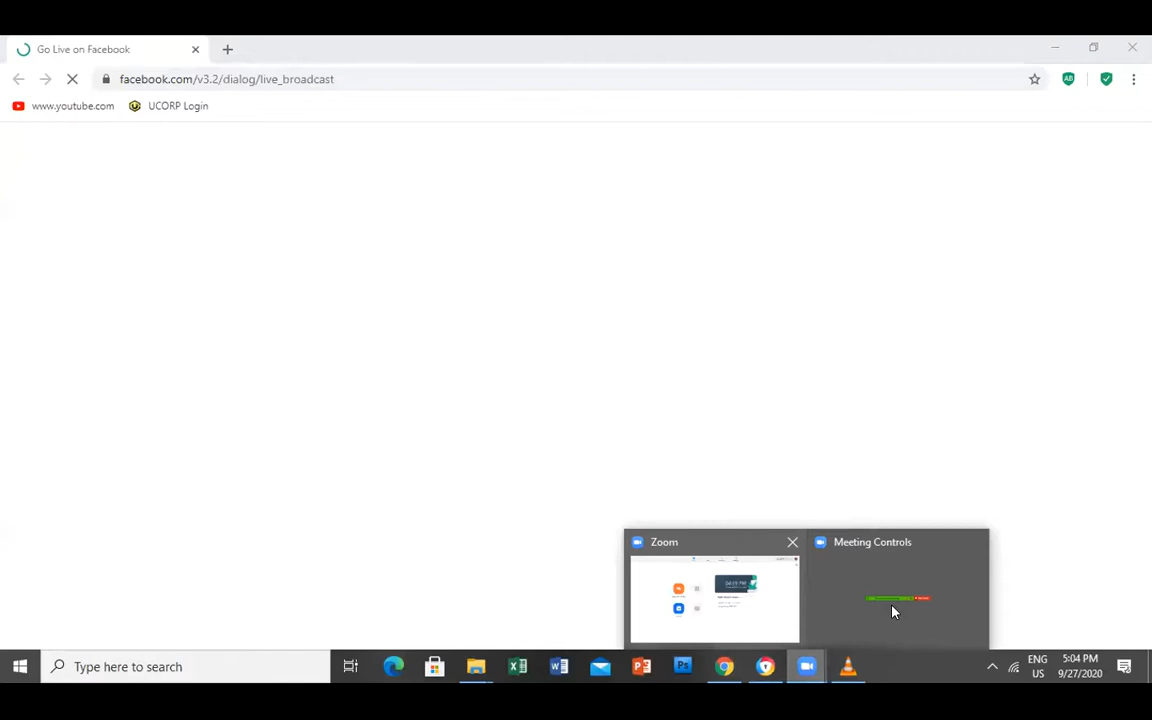 Go Live on Facebook
facebook.com/v3.2/dialog/live_broadcast
www.youtube.com
UCORP Login
Zoom
Meeting Controls
Type here to search
ENG
US
5:04 PM
9/27/2020